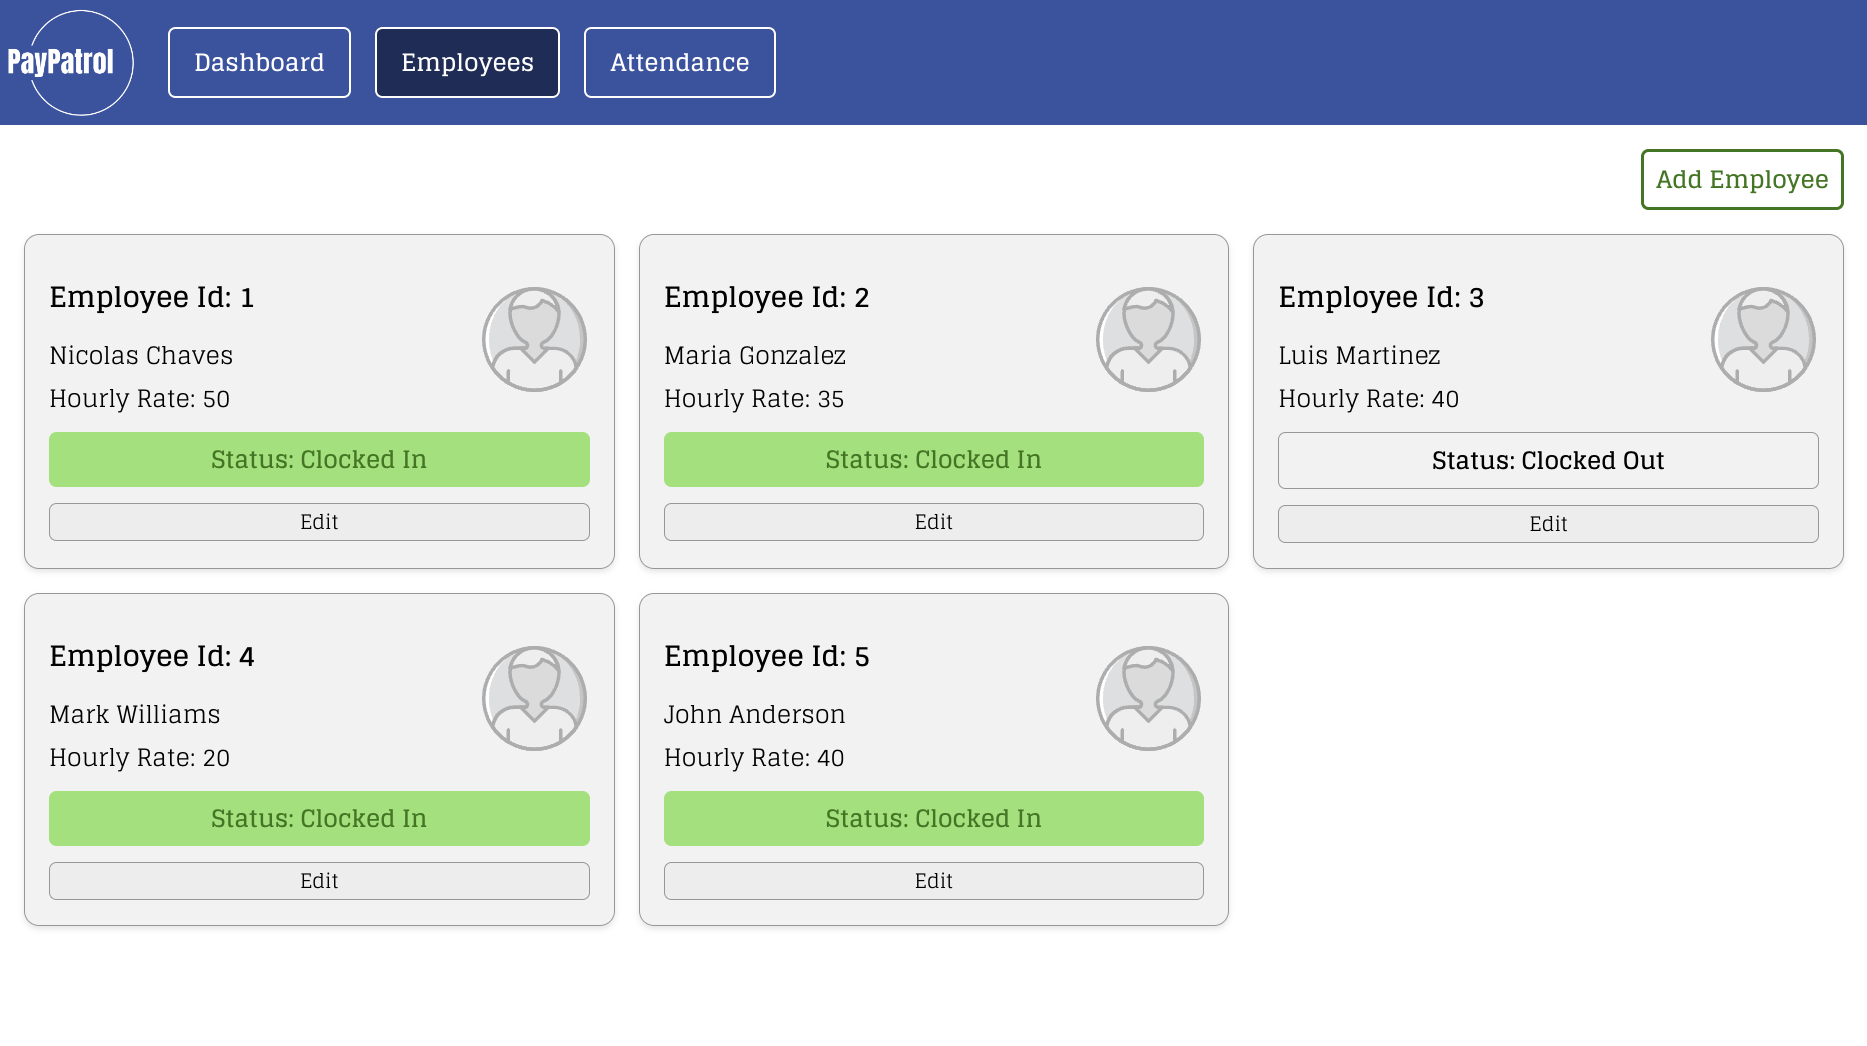 PayPatrol
Dashboard
Employees
Attendance
Add Employee
Employee Id: 1
Nicolas Chaves
Hourly Rate: 50
Status: Clocked In
Edit
Employee Id: 2
Maria Gonzalez
Hourly Rate: 35
Status: Clocked In
Edit
Employee Id: 3
Luis Martinez
Hourly Rate: 40
Status: Clocked Out
Edit
Employee Id: 4
Mark Williams
Hourly Rate: 20
Status: Clocked In
Edit
Employee Id: 5
John Anderson
Hourly Rate: 40
Status: Clocked In
Edit